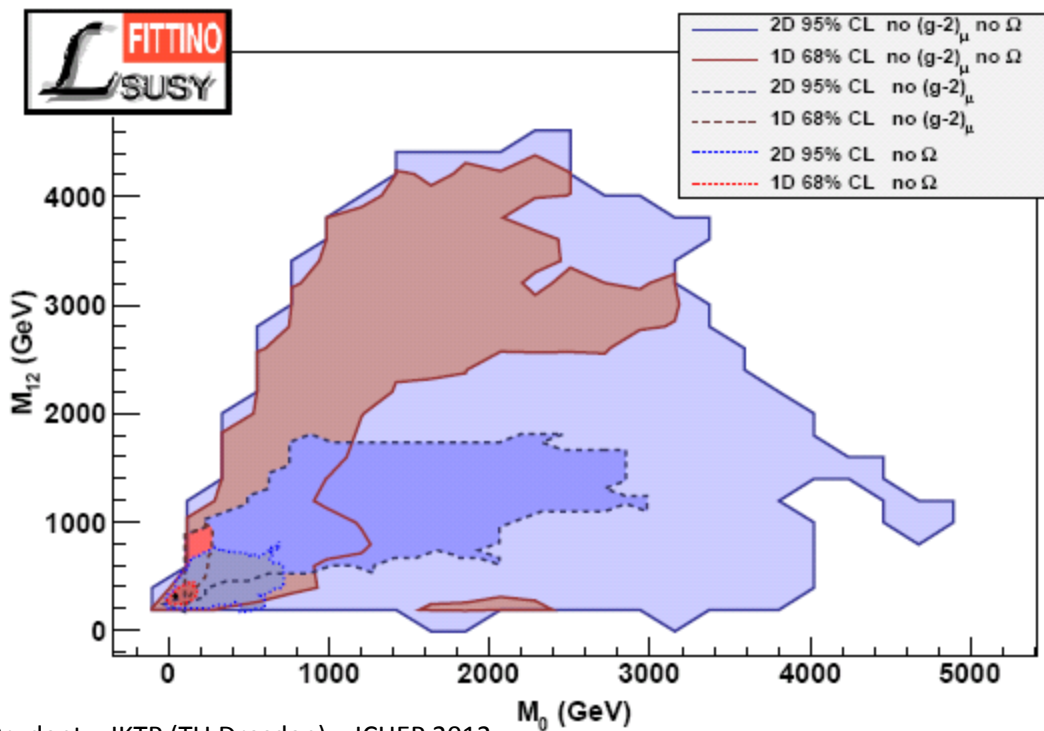 FITTINO
SUSY
2D 95% CL no (g-2)μ no Ω
1D 68% CL no (g-2)μ no Ω
2D 95% CL no (g-2)μ
1D 68% CL no (g-2)μ
2D 95% CL no Ω
1D 68% CL no Ω
M12 (GeV)
4000
3000
2000
1000
0
0 1000 2000 3000 4000 5000
M0 (GeV)
IKTP (TU Dresden) ICHEP 2012